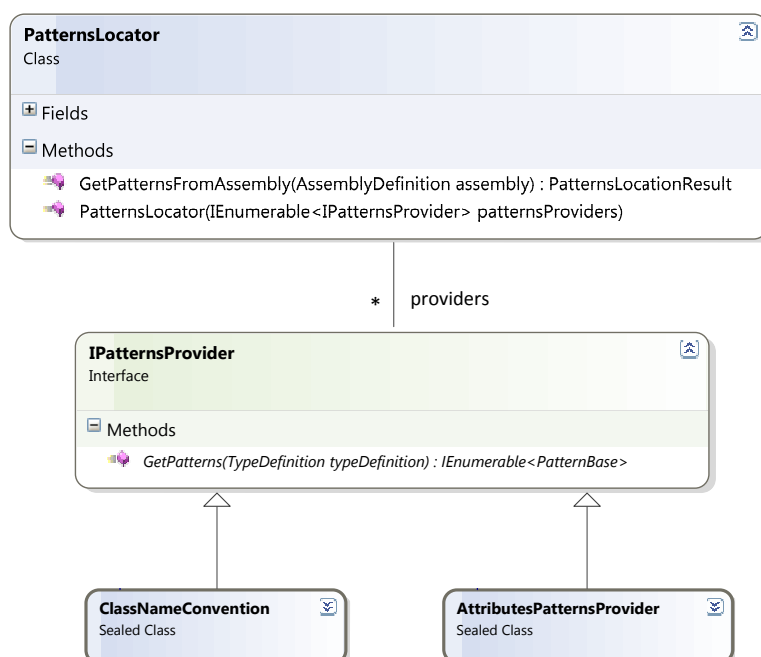 PatternsLocator
Class
Fields
Methods
GetPatternsFromAssembly(AssemblyDefinition assembly) : PatternsLocationResult
PatternsLocator(IEnumerable<IPatternsProvider> patternsProviders)
* providers
IPatternsProvider
Interface
Methods
GetPatterns(TypeDefinition typeDefinition) : IEnumerable<PatternBase>
ClassNameConvention
Sealed Class
AttributesPatternsProvider
Sealed Class